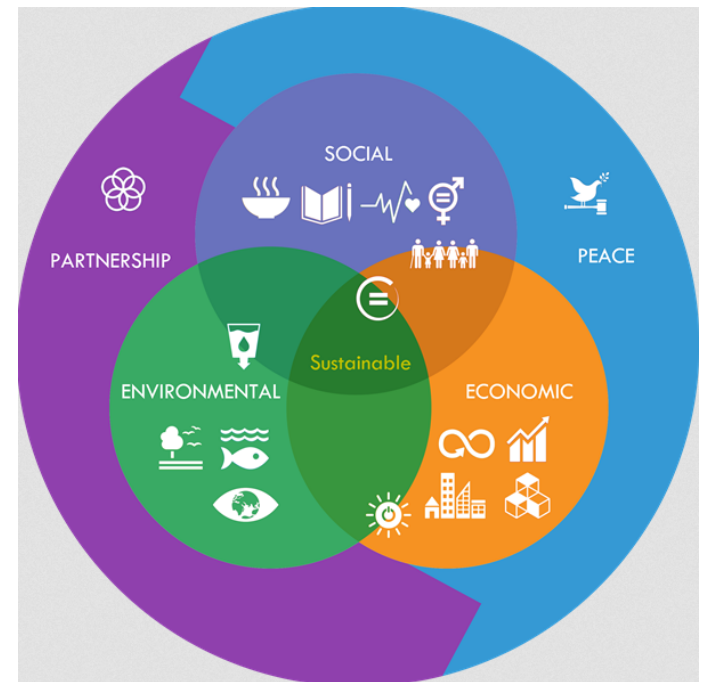 SOCIAL
PARTNERSHIP
PEACE
Sustainable
ENVIRONMENTAL
ECONOMIC